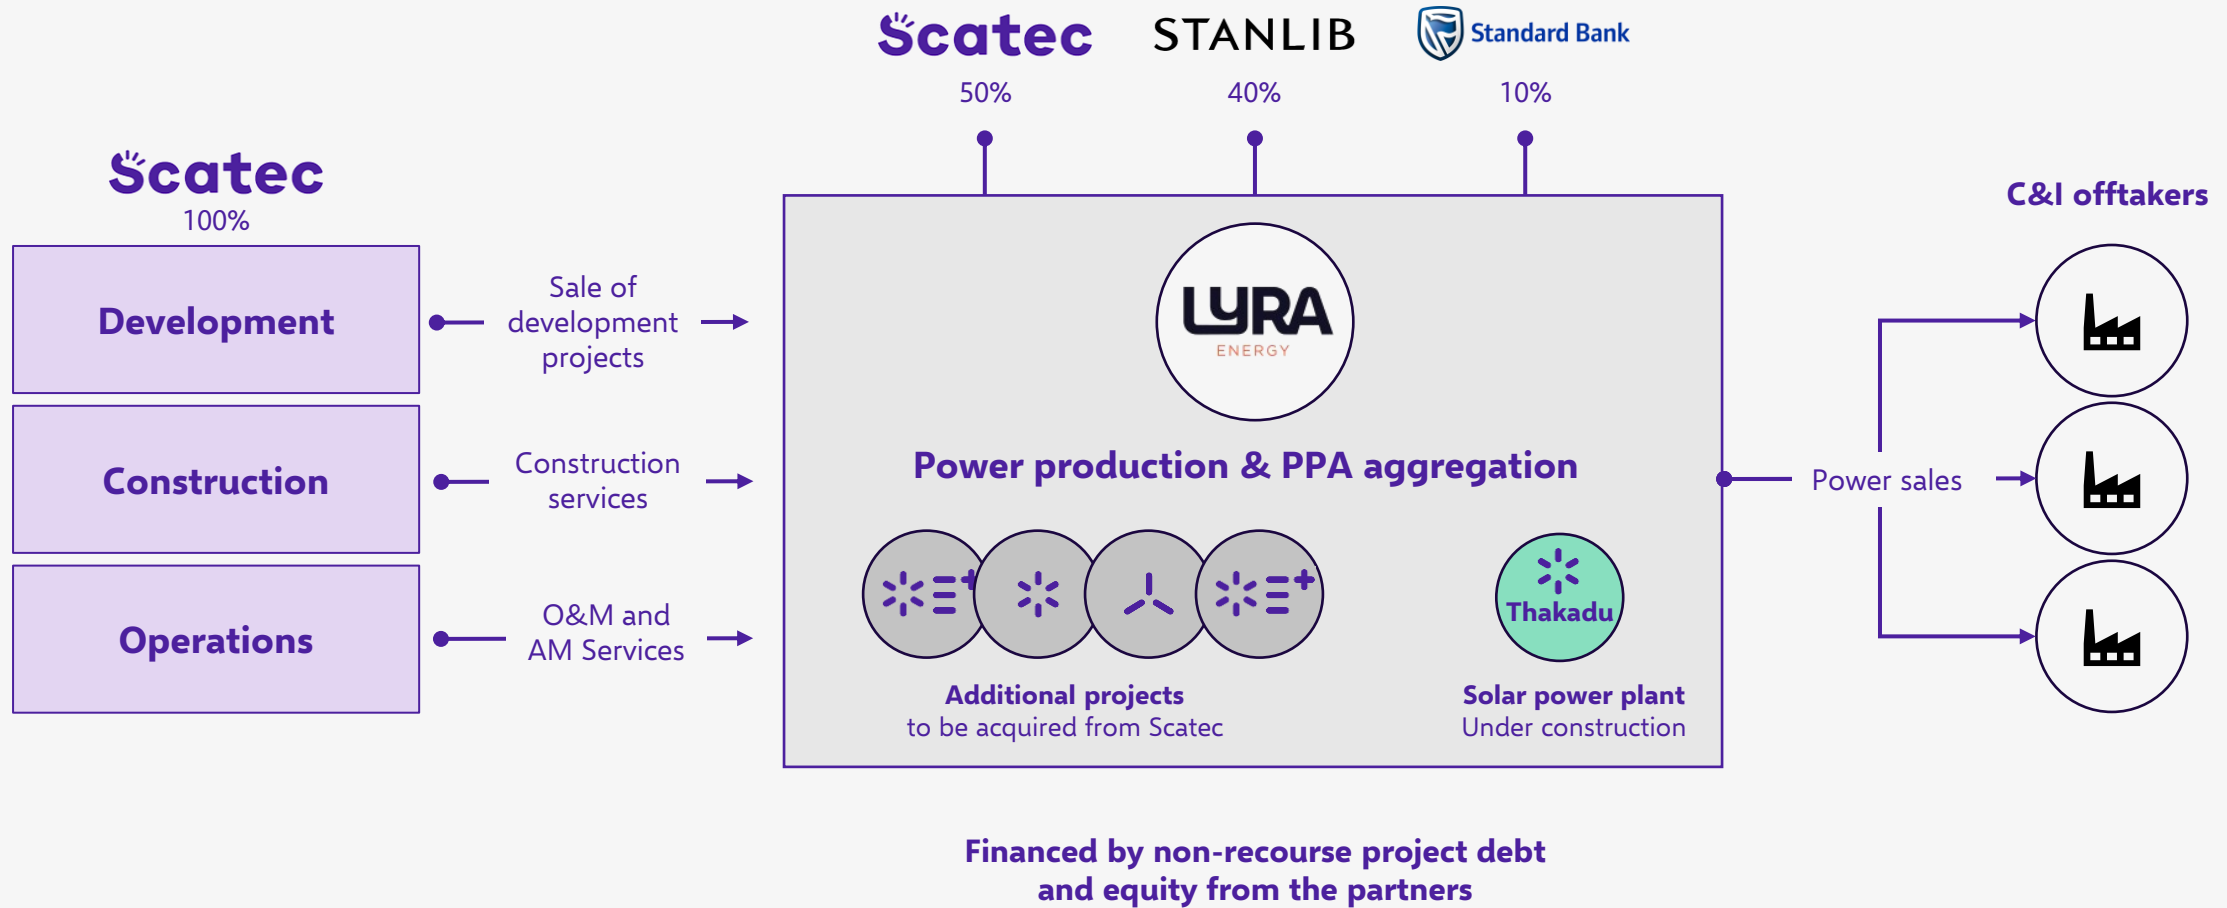 Scatec
STANLIB
Standard Bank
50%
40%
10%
Scatec
100%
C&I offtakers
Development
Sale of
development
projects
LYRA
ENERGY
Construction
Construction
services
Power production & PPA aggregation
Power sales
Operations
O&M and
AM Services
Thakadu
Additional projects
to be acquired from Scatec
Solar power plant
Under construction
Financed by non-recourse project debt
and equity from the partners